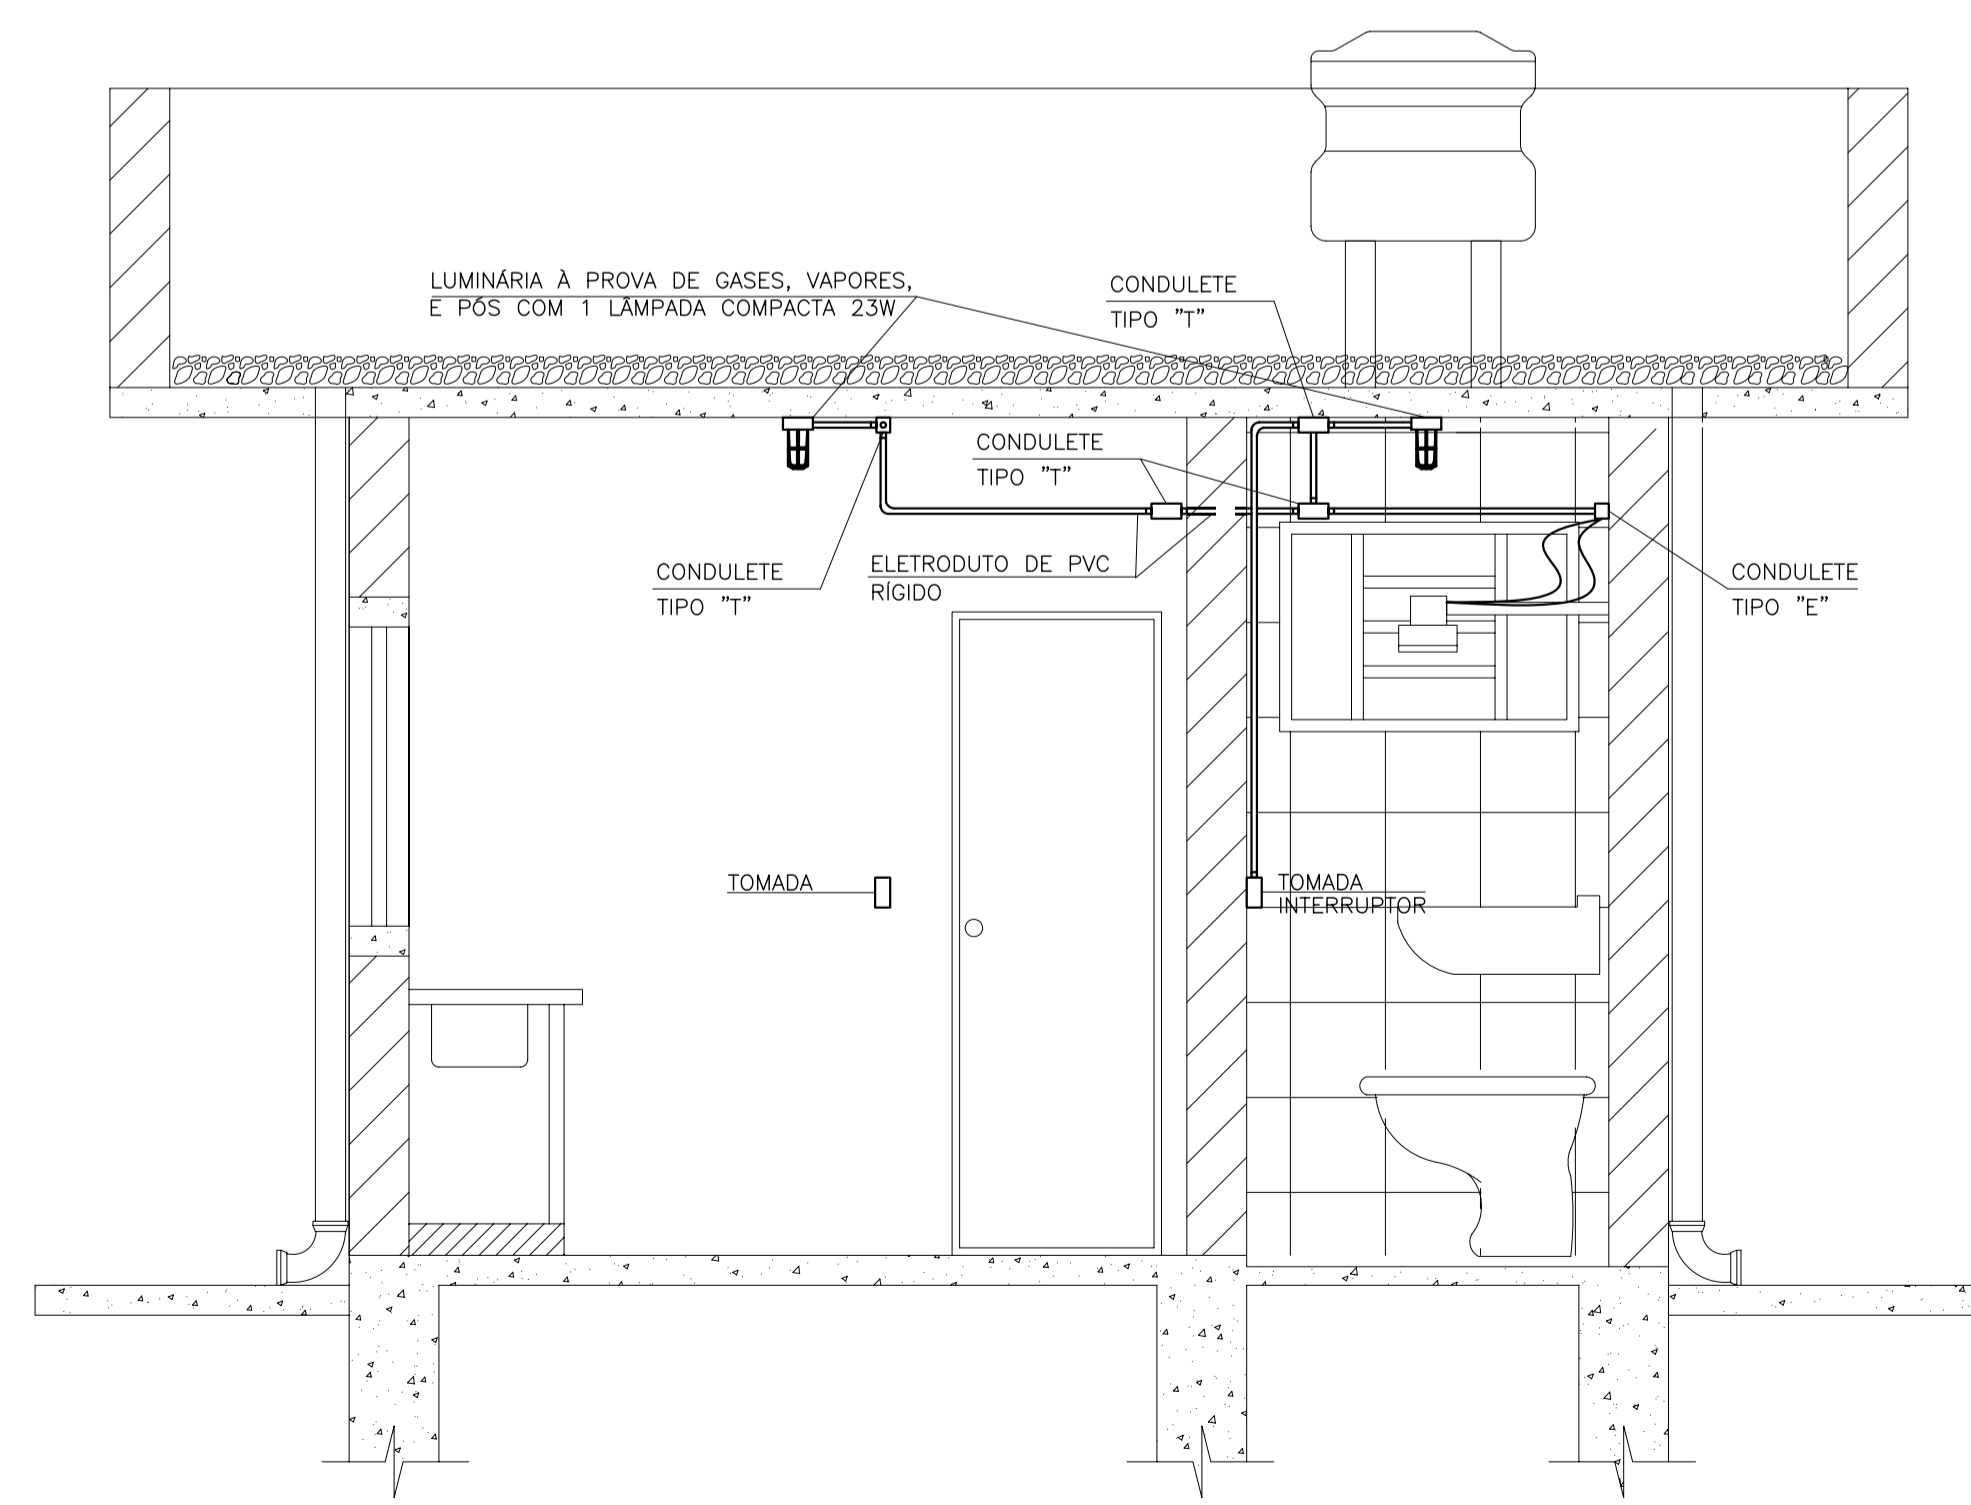 LUMINÁRIA À PROVA DE GASES, VAPORES,
E PÓS COM 1 LÂMPADA COMPACTA 23W
CONDULETE
TIPO "T"
CONDULETE
TIPO "T"
CONDULETE
TIPO "T"
ELETRODUTO DE PVC
RÍGIDO
CONDULETE
TIPO "E"
TOMADA
TOMADA
INTERRUPTOR